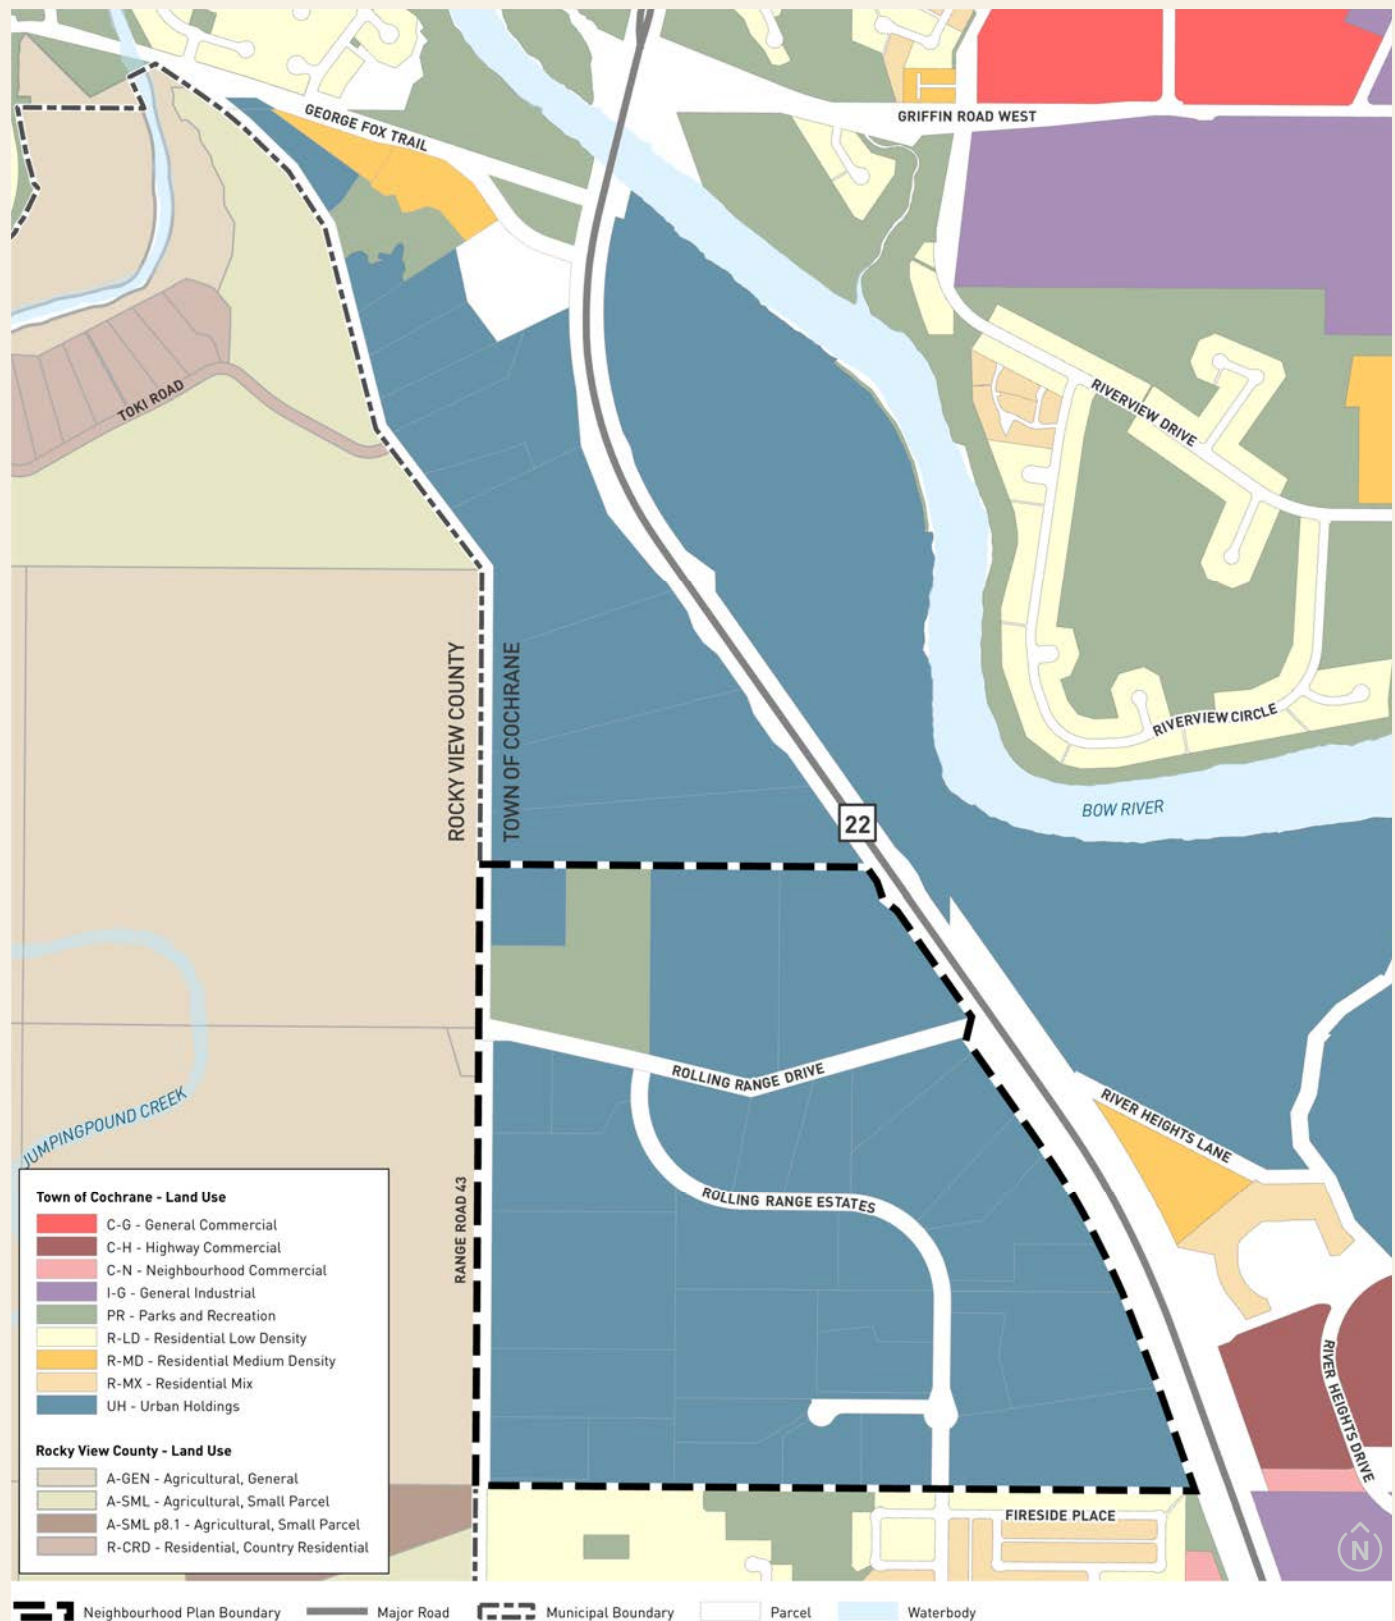 GEORGE FOX TRAIL
GRIFFIN ROAD WEST
TOKI ROAD
RIVERVIEW DRIVE
ROCKY VIEW COUNTY
TOWN OF COCHRANE
RIVERVIEW CIRCLE
BOW RIVER
22
ROLLING RANGE DRIVE
JUMPINGPOUND CREEK
RIVER HEIGHTS LANE
RANGE ROAD 43
ROLLING RANGE ESTATES
RIVER HEIGHTS DRIVE
FIRESIDE PLACE
N
Town of Cochrane - Land Use
C-G - General Commercial
C-H - Highway Commercial
C-N - Neighbourhood Commercial
I-G - General Industrial
PR - Parks and Recreation
R-LD - Residential Low Density
R-MD - Residential Medium Density
R-MX - Residential Mix
UH - Urban Holdings
Rocky View County - Land Use
A-GEN - Agricultural, General
A-SML - Agricultural, Small Parcel
A-SML p8.1 - Agricultural, Small Parcel
R-CRD - Residential, Country Residential
Neighbourhood Plan Boundary
Major Road
Municipal Boundary
Parcel
Waterbody